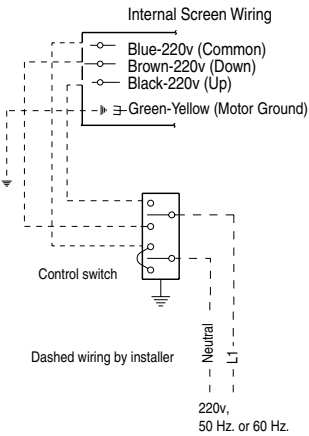 Internal Screen Wiring
Blue-220v (Common)
Brown-220v (Down)
Black-220v (Up)
Green-Yellow (Motor Ground)
Control switch
Dashed wiring by installer
Neutral
L1
220v,
50 Hz. or 60 Hz.